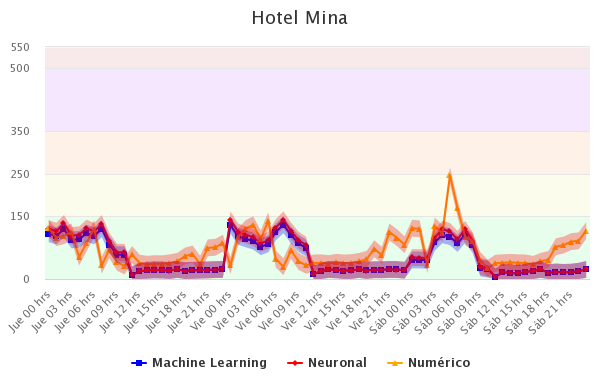 Hotel Mina
550
500
350
250
150
0
Jue 00 hrs
Jue 03 hrs
Jue 06 hrs
Jue 09 hrs
Jue 12 hrs
Jue 15 hrs
Jue 18 hrs
Jue 21 hrs
Vie 00 hrs
Vie 03 hrs
Vie 06 hrs
Vie 09 hrs
Vie 12 hrs
Vie 15 hrs
Vie 18 hrs
Vie 21 hrs
Sáb 00 hrs
Sáb 03 hrs
Sáb 06 hrs
Sáb 09 hrs
Sáb 12 hrs
Sáb 15 hrs
Sáb 18 hrs
Sáb 21 hrs
Machine Learning Neuronal Numérico